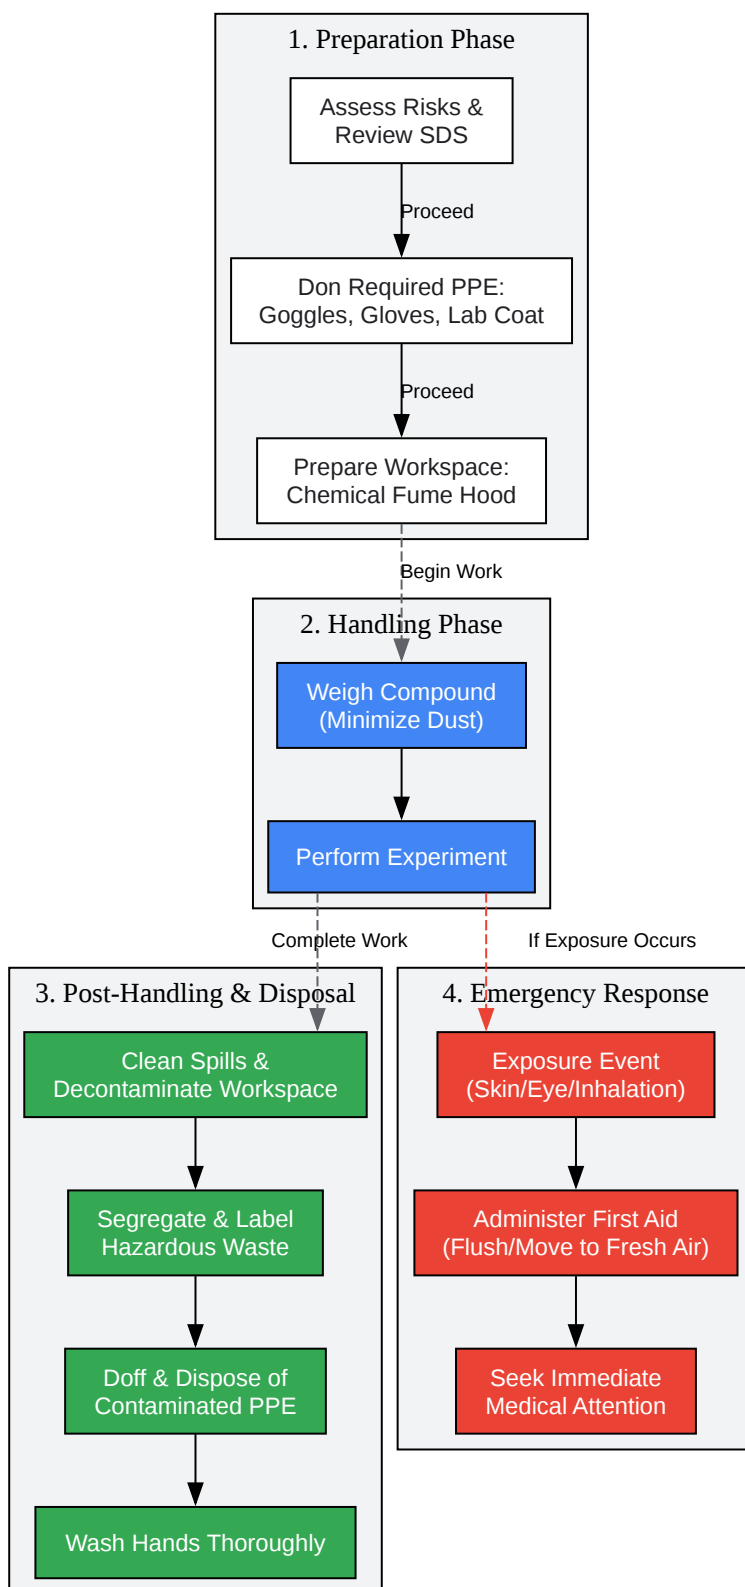 1. Preparation Phase
Assess Risks &
Review SDS
Proceed
Don Required PPE:
Goggles, Gloves, Lab Coat
Proceed
Prepare Workspace:
Chemical Fume Hood
Begin Work
2. Handling Phase
Weigh Compound
(Minimize Dust)
Perform Experiment
Complete Work
If Exposure Occurs
3. Post-Handling & Disposal
Clean Spills &
Decontaminate Workspace
Segregate & Label
Hazardous Waste
Doff & Dispose of
Contaminated PPE
Wash Hands Thoroughly
4. Emergency Response
Exposure Event
(Skin/Eye/Inhalation)
Administer First Aid
(Flush/Move to Fresh Air)
Seek Immediate
Medical Attention